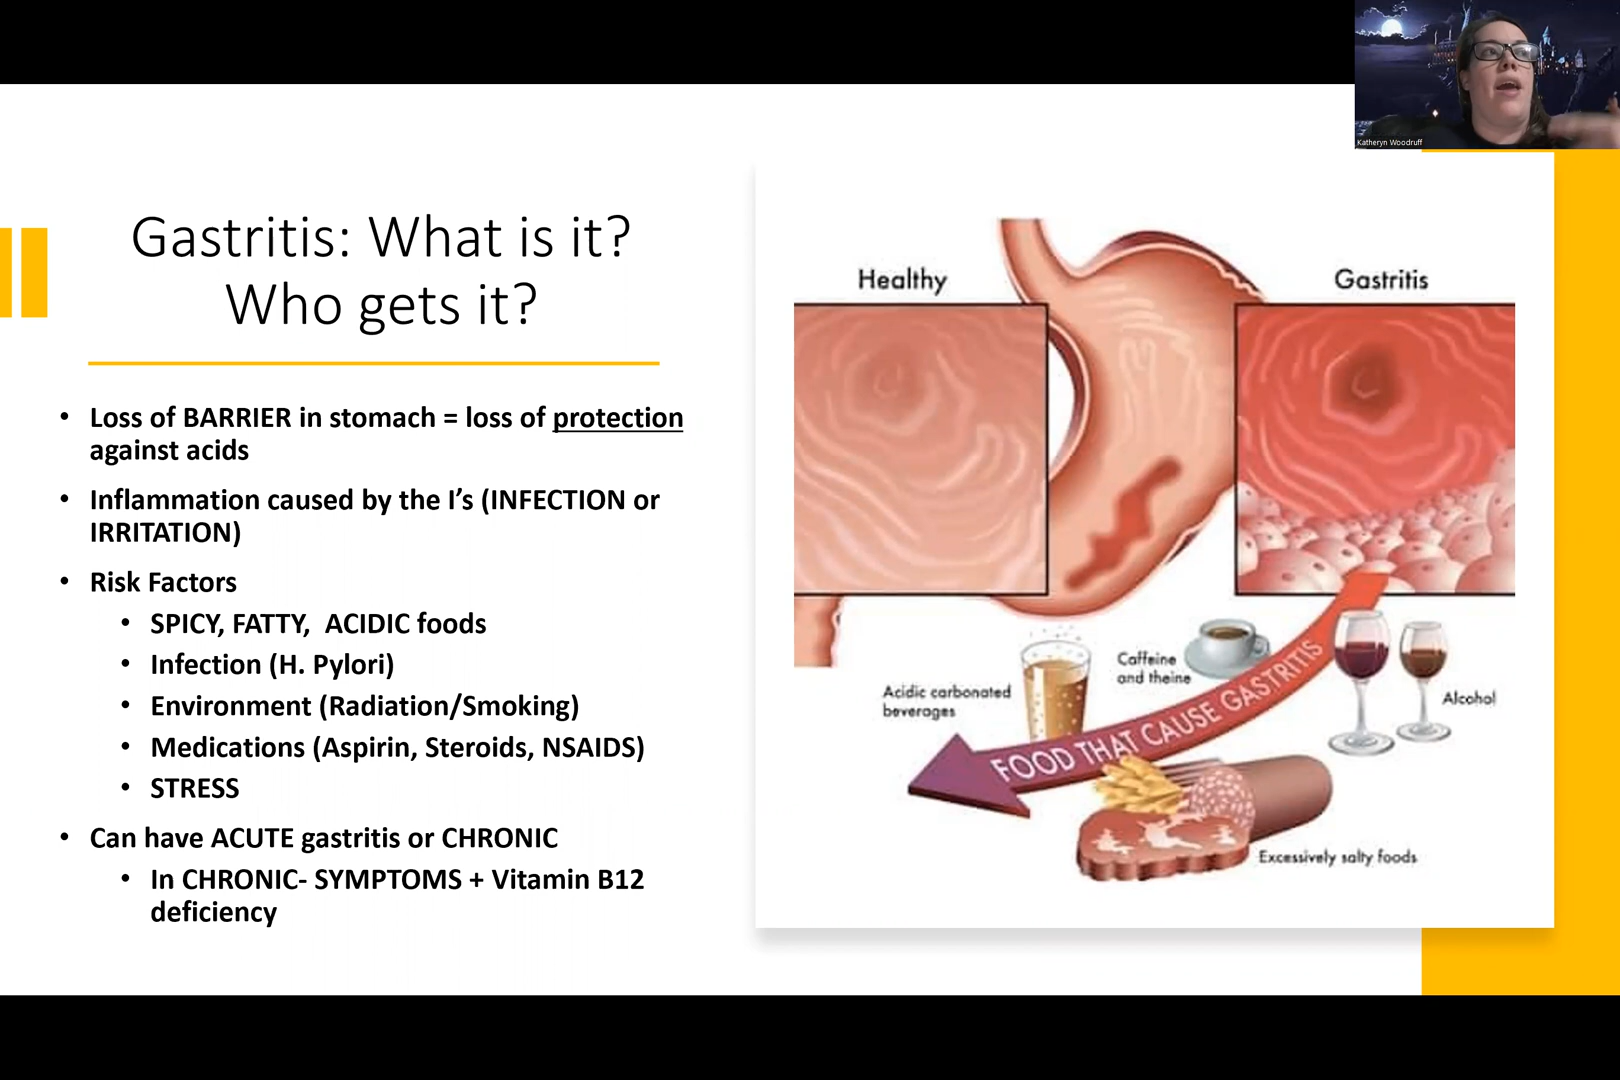 Katheryn Woodruff
Gastritis: What is it?
Who gets it?
• Loss of BARRIER in stomach = loss of protection
against acids
• Inflammation caused by the I’s (INFECTION or
IRRITATION)
• Risk Factors
• SPICY, FATTY, ACIDIC foods
• Infection (H. Pylori)
• Environment (Radiation/Smoking)
• Medications (Aspirin, Steroids, NSAIDS)
• STRESS
• Can have ACUTE gastritis or CHRONIC
• In CHRONIC- SYMPTOMS + Vitamin B12
deficiency
Healthy
Gastritis
Caffeine
and theine
Acidic carbonated
beverages
Alcohol
FOOD THAT CAUSE GASTRITIS
Excessively salty foods